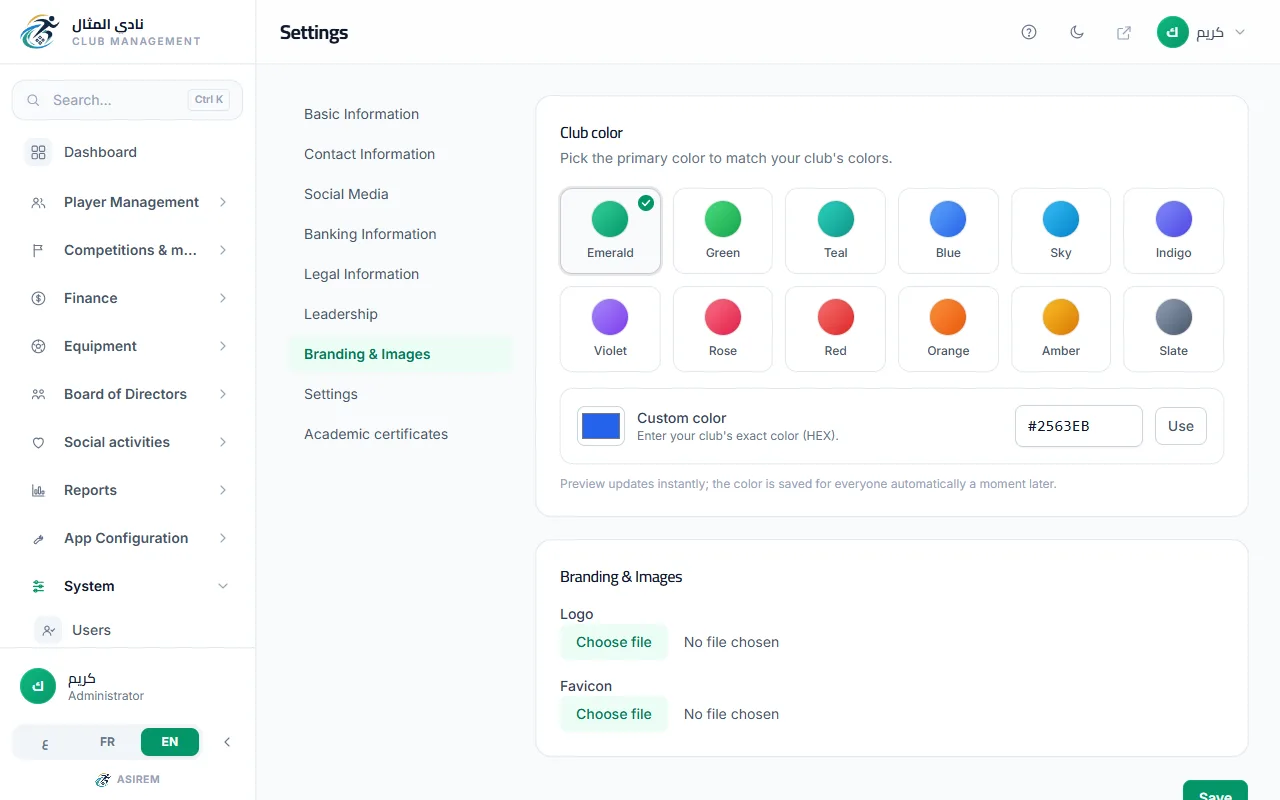 نادي المثال
CLUB MANAGEMENT
Search...
Ctrl K
Dashboard
Player Management
Competitions & m...
Finance
Equipment
Board of Directors
Social activities
Reports
App Configuration
System
Users
ك
كريم
Administrator
ع
FR
EN
ASIREM
Settings
ك
كريم
Basic Information
Contact Information
Social Media
Banking Information
Legal Information
Leadership
Branding & Images
Settings
Academic certificates
Club color
Pick the primary color to match your club's colors.
Emerald
Green
Teal
Blue
Sky
Indigo
Violet
Rose
Red
Orange
Amber
Slate
Custom color
Enter your club's exact color (HEX).
#2563EB
Use
Preview updates instantly; the color is saved for everyone automatically a moment later.
Branding & Images
Logo
Choose file
No file chosen
Favicon
Choose file
No file chosen
Save